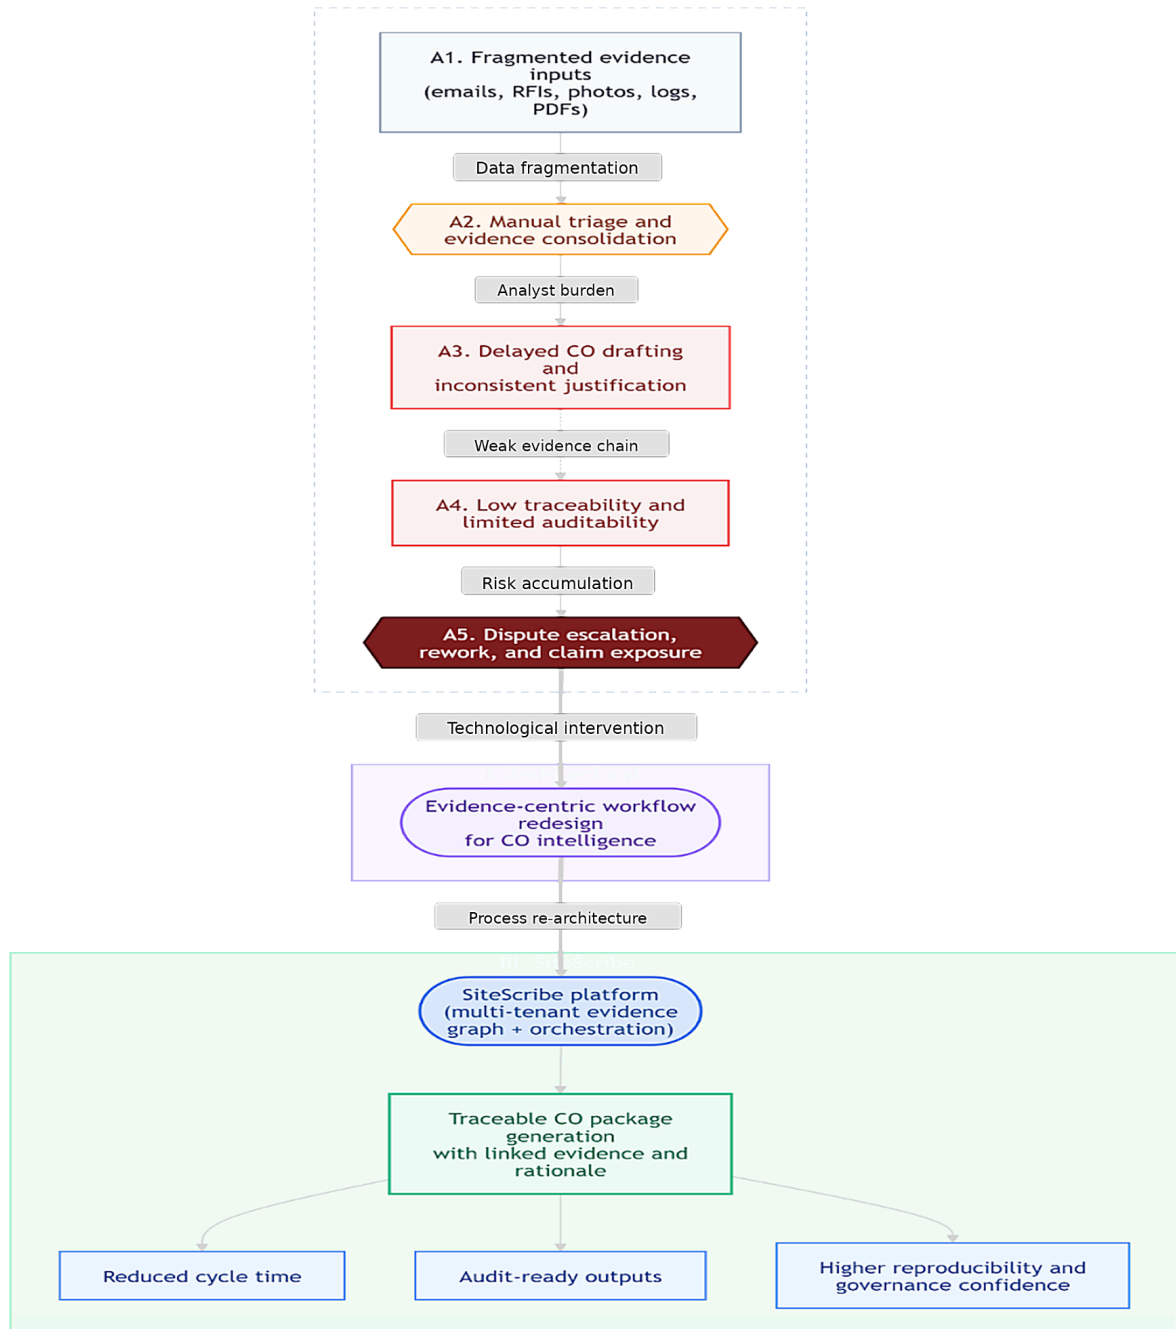 A1. Fragmented evidence
inputs
(emails, RFIs, photos, logs,
PDFs)
Data fragmentation
A2. Manual triage and
evidence consolidation
Analyst burden
A3. Delayed CO drafting
and
inconsistent justification
Weak evidence chain
A4. Low traceability and
limited auditability
Risk accumulation
A5. Dispute escalation,
rework, and claim exposure
Technological intervention
Evidence-centric workflow
redesign
for CO intelligence
Process re-architecture
III. SiteScribe
SiteScribe platform
(multi-tenant evidence
graph + orchestration)
Traceable CO package
generation
with linked evidence and
rationale
Reduced cycle time
Audit-ready outputs
Higher reproducibility and
governance confidence